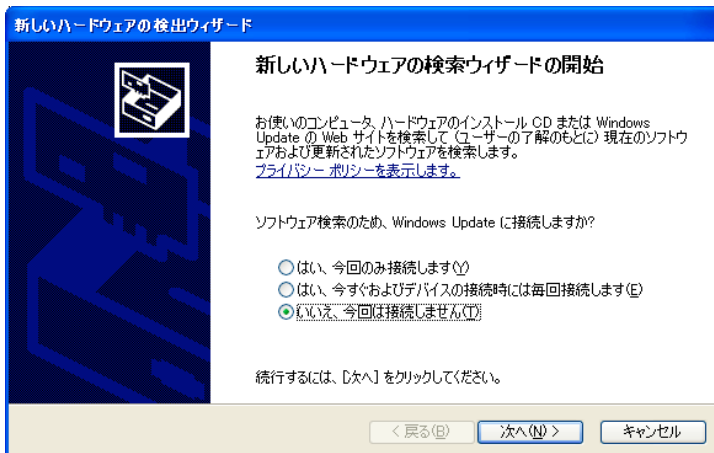 新しいハードウェアの検出ウィザード
新しいハードウェアの検索ウィザードの開始
お使いのコンピュータ、ハードウェアのインストール CD または Windows
Update の Web サイトを検索して (ユーザーの了解のもとに) 現在のソフトウ
ェアおよび更新されたソフトウェアを検索します。
プライバシー ポリシーを表示します。
ソフトウェア検索のため、Windows Update に接続しますか?
はい、今回のみ接続します(Y)
はい、今すぐおよびデバイスの接続時には毎回接続します(E)
いいえ、今回は接続しません(T)
続行するには、[次へ] をクリックしてください。
< 戻る(B) 次へ(N) > キャンセル